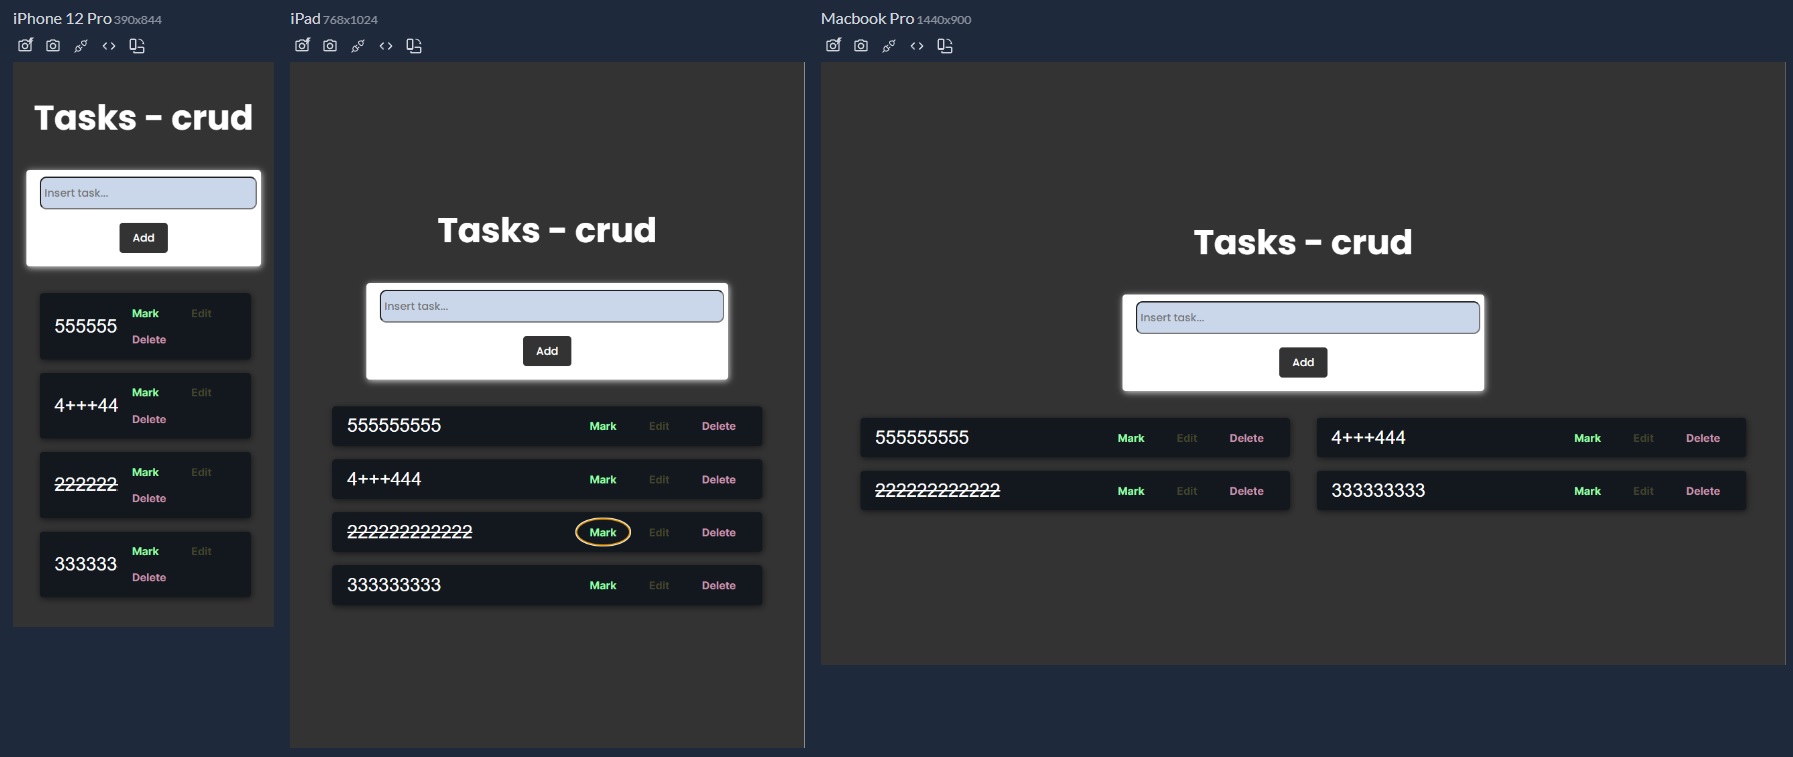 iPhone 12 Pro 390x844
Tasks - crud
Insert task...
Add
555555
Mark Edit
Delete
4+++44
Mark Edit
Delete
222222
Mark Edit
Delete
333333
Mark Edit
Delete
iPad 768x1024
Tasks - crud
Insert task...
Add
555555555 Mark Edit Delete
4+++444 Mark Edit Delete
222222222222 Mark Edit Delete
333333333 Mark Edit Delete
Macbook Pro 1440x900
Tasks - crud
Insert task...
Add
555555555 Mark Edit Delete
4+++444 Mark Edit Delete
222222222222 Mark Edit Delete
333333333 Mark Edit Delete